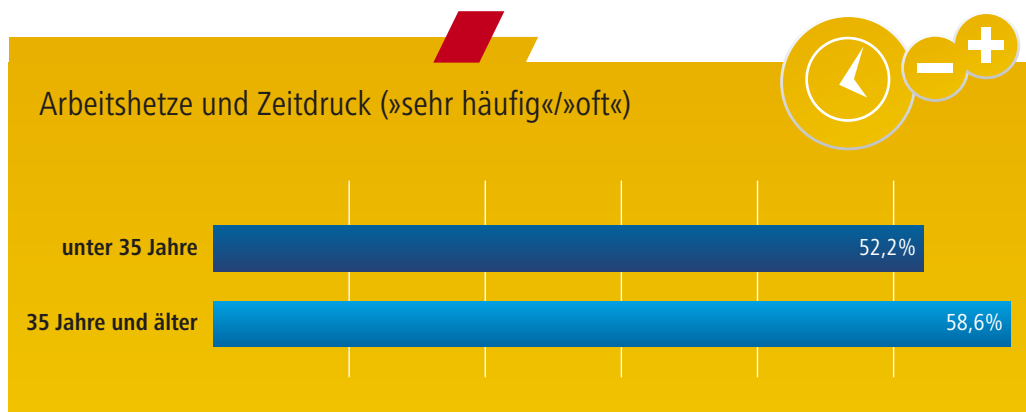 Arbeitshetze und Zeitdruck (»sehr häufig«/»oft«)
unter 35 Jahre 52,2%
35 Jahre und älter 58,6%